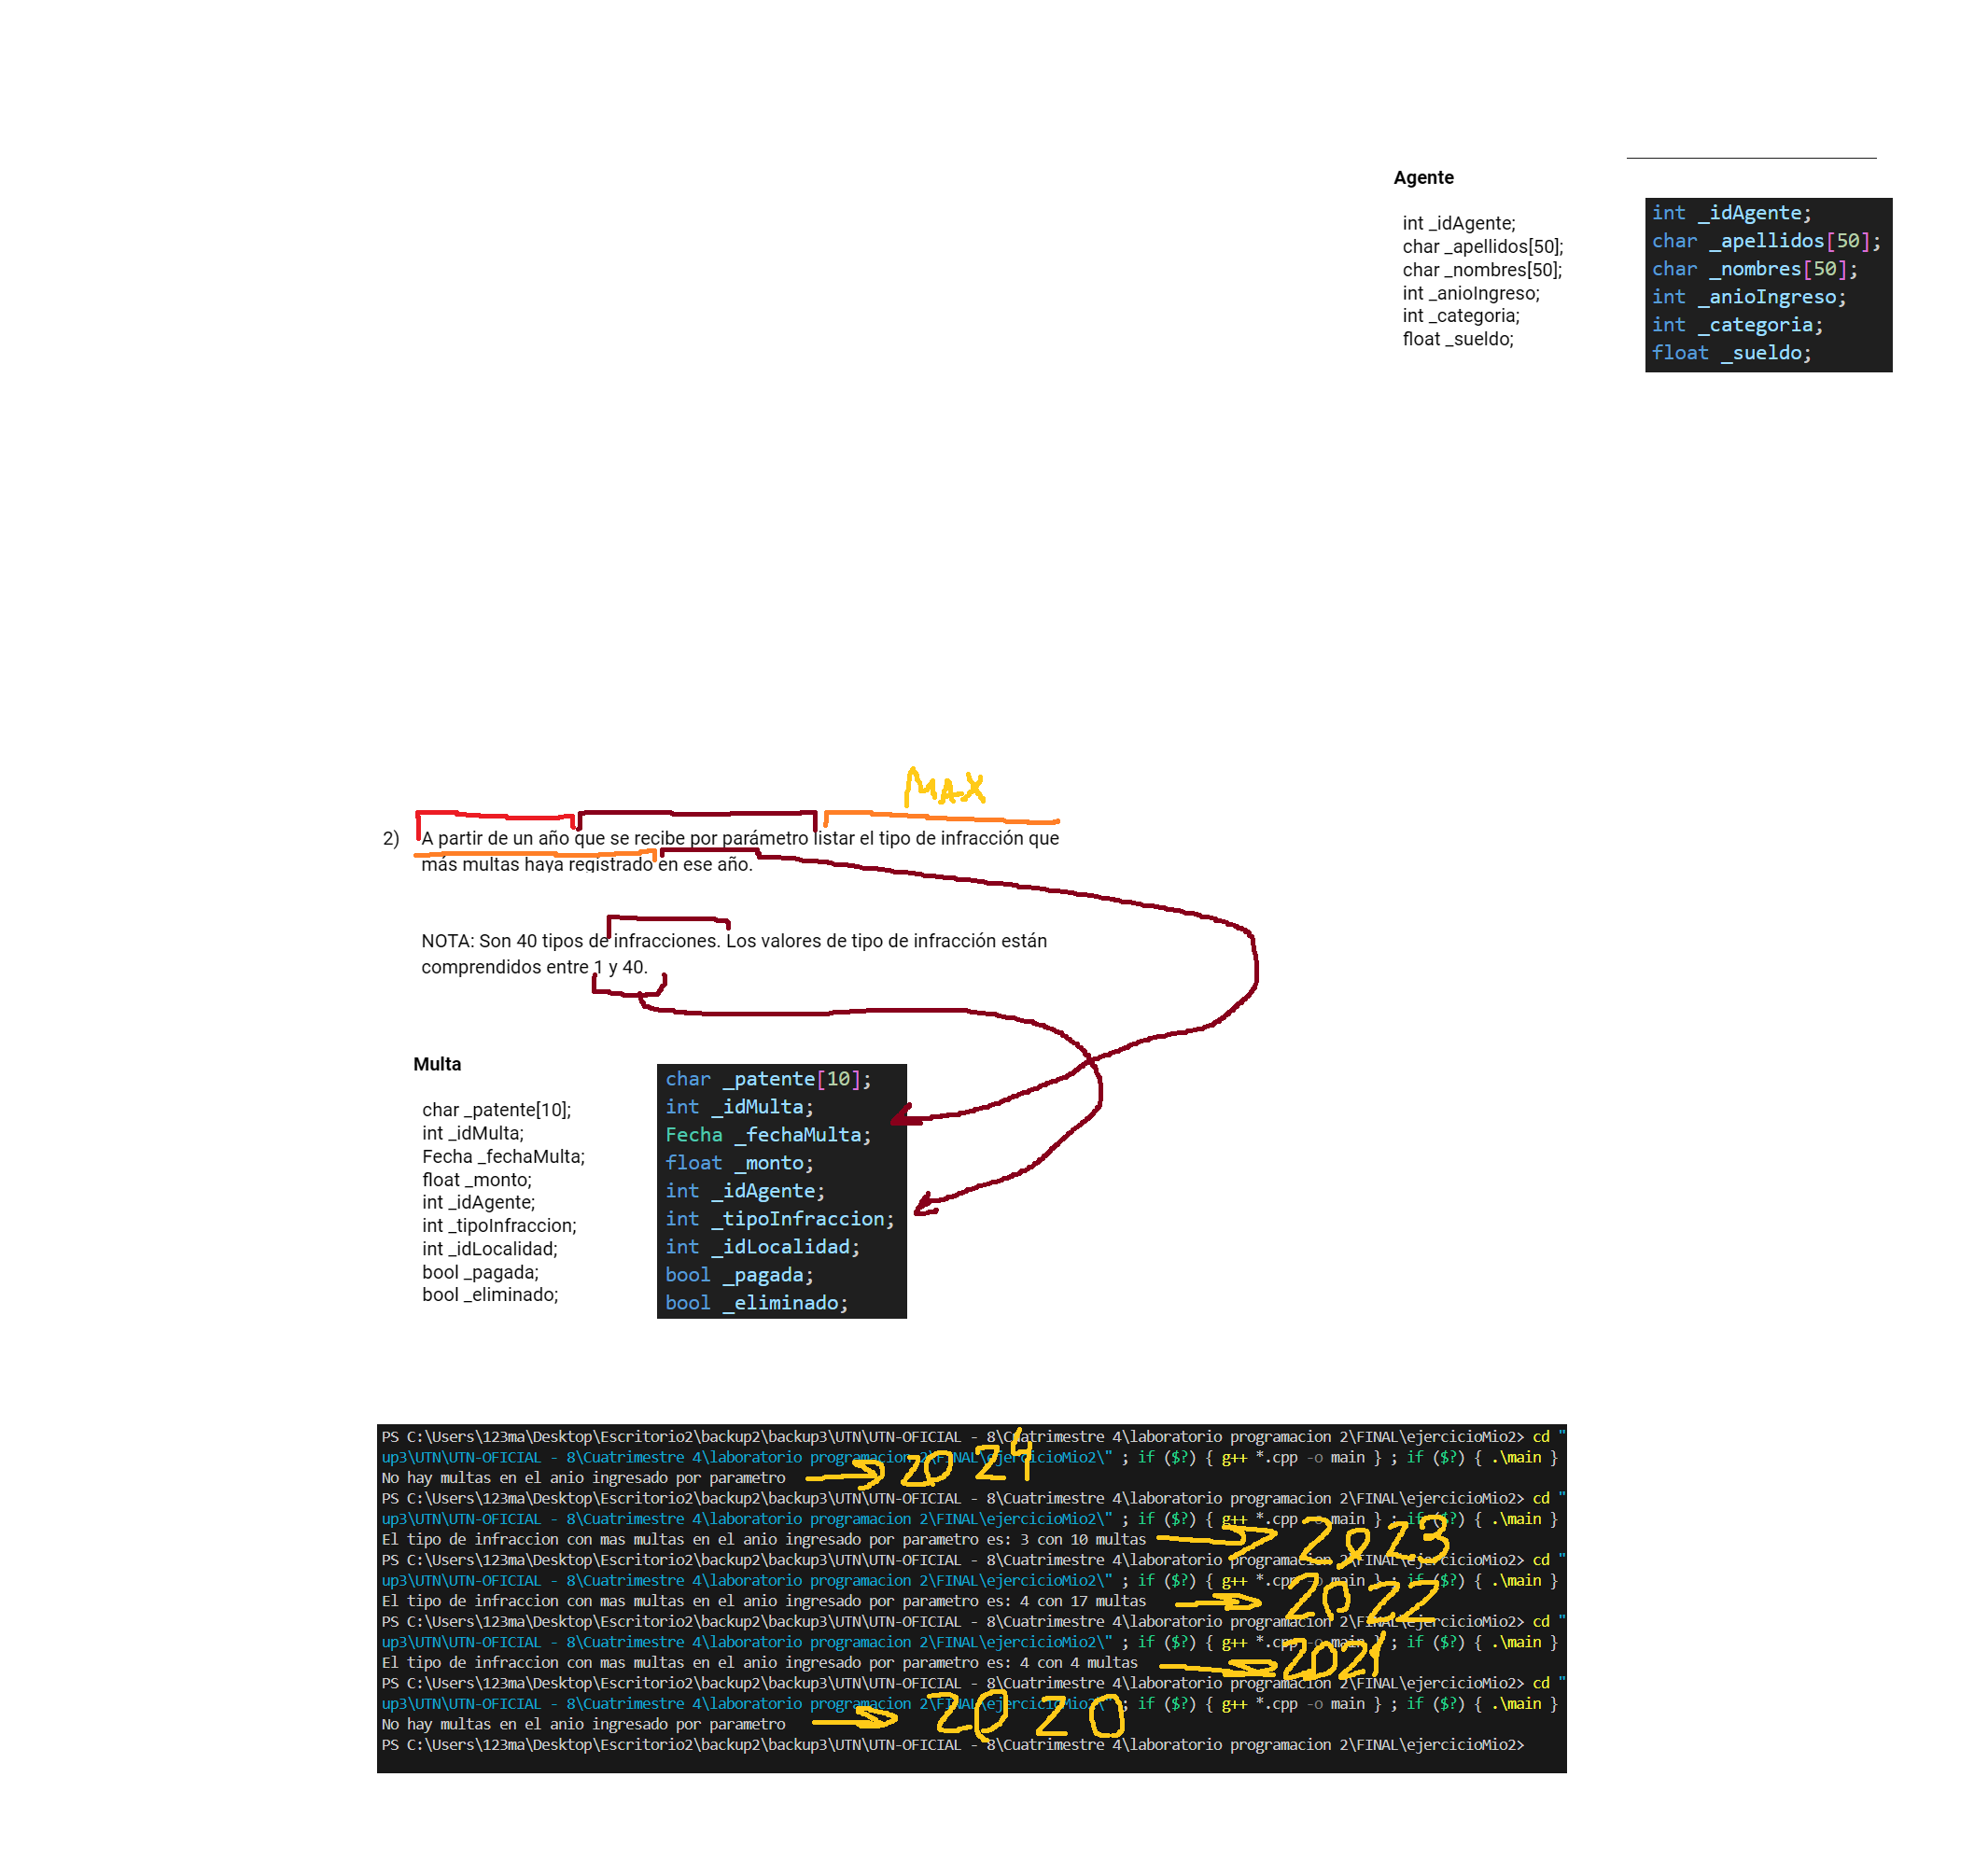 Agente
int _idAgente;
char _apellidos[50];
char _nombres[50];
int _anioIngreso;
int _categoria;
float _sueldo;
int _idAgente;
char _apellidos[50];
char _nombres[50];
int _anioIngreso;
int _categoria;
float _sueldo;
MAX
2) A partir de un año que se recibe por parámetro listar el tipo de infracción que
más multas haya registrado en ese año.
NOTA: Son 40 tipos de infracciones. Los valores de tipo de infracción están
comprendidos entre 1 y 40.
Multa
char _patente[10];
int _idMulta;
Fecha _fechaMulta;
float _monto;
int _idAgente;
int _tipoInfraccion;
int _idLocalidad;
bool _pagada;
bool _eliminado;
char _patente[10];
int _idMulta;
Fecha _fechaMulta;
float _monto;
int _idAgente;
int _tipoInfraccion;
int _idLocalidad;
bool _pagada;
bool _eliminado;
PS C:\Users\123ma\Desktop\Escritorio2\backup2\backup3\UTN\UTN-OFICIAL - 8\Cuatrimestre 4\laboratorio programacion 2\FINAL\ejercicioMio2> cd "
up3\UTN\UTN-OFICIAL - 8\Cuatrimestre 4\laboratorio programacion 2\FINAL\ejercicioMio2\" ; if ($?) { g++ *.cpp -o main } ; if ($?) { .\main }
No hay multas en el anio ingresado por parametro 2024
PS C:\Users\123ma\Desktop\Escritorio2\backup2\backup3\UTN\UTN-OFICIAL - 8\Cuatrimestre 4\laboratorio programacion 2\FINAL\ejercicioMio2> cd "
up3\UTN\UTN-OFICIAL - 8\Cuatrimestre 4\laboratorio programacion 2\FINAL\ejercicioMio2\" ; if ($?) { g++ *.cpp -o main } ; if ($?) { .\main }
El tipo de infraccion con mas multas en el anio ingresado por parametro es: 3 con 10 multas 2023
PS C:\Users\123ma\Desktop\Escritorio2\backup2\backup3\UTN\UTN-OFICIAL - 8\Cuatrimestre 4\laboratorio programacion 2\FINAL\ejercicioMio2> cd "
up3\UTN\UTN-OFICIAL - 8\Cuatrimestre 4\laboratorio programacion 2\FINAL\ejercicioMio2\" ; if ($?) { g++ *.cpp -o main } ; if ($?) { .\main }
El tipo de infraccion con mas multas en el anio ingresado por parametro es: 4 con 17 multas 2022
PS C:\Users\123ma\Desktop\Escritorio2\backup2\backup3\UTN\UTN-OFICIAL - 8\Cuatrimestre 4\laboratorio programacion 2\FINAL\ejercicioMio2> cd "
up3\UTN\UTN-OFICIAL - 8\Cuatrimestre 4\laboratorio programacion 2\FINAL\ejercicioMio2\" ; if ($?) { g++ *.cpp -o main } ; if ($?) { .\main }
El tipo de infraccion con mas multas en el anio ingresado por parametro es: 4 con 4 multas 2021
PS C:\Users\123ma\Desktop\Escritorio2\backup2\backup3\UTN\UTN-OFICIAL - 8\Cuatrimestre 4\laboratorio programacion 2\FINAL\ejercicioMio2> cd "
up3\UTN\UTN-OFICIAL - 8\Cuatrimestre 4\laboratorio programacion 2\FINAL\ejercicioMio2\" ; if ($?) { g++ *.cpp -o main } ; if ($?) { .\main }
No hay multas en el anio ingresado por parametro 2020
PS C:\Users\123ma\Desktop\Escritorio2\backup2\backup3\UTN\UTN-OFICIAL - 8\Cuatrimestre 4\laboratorio programacion 2\FINAL\ejercicioMio2>